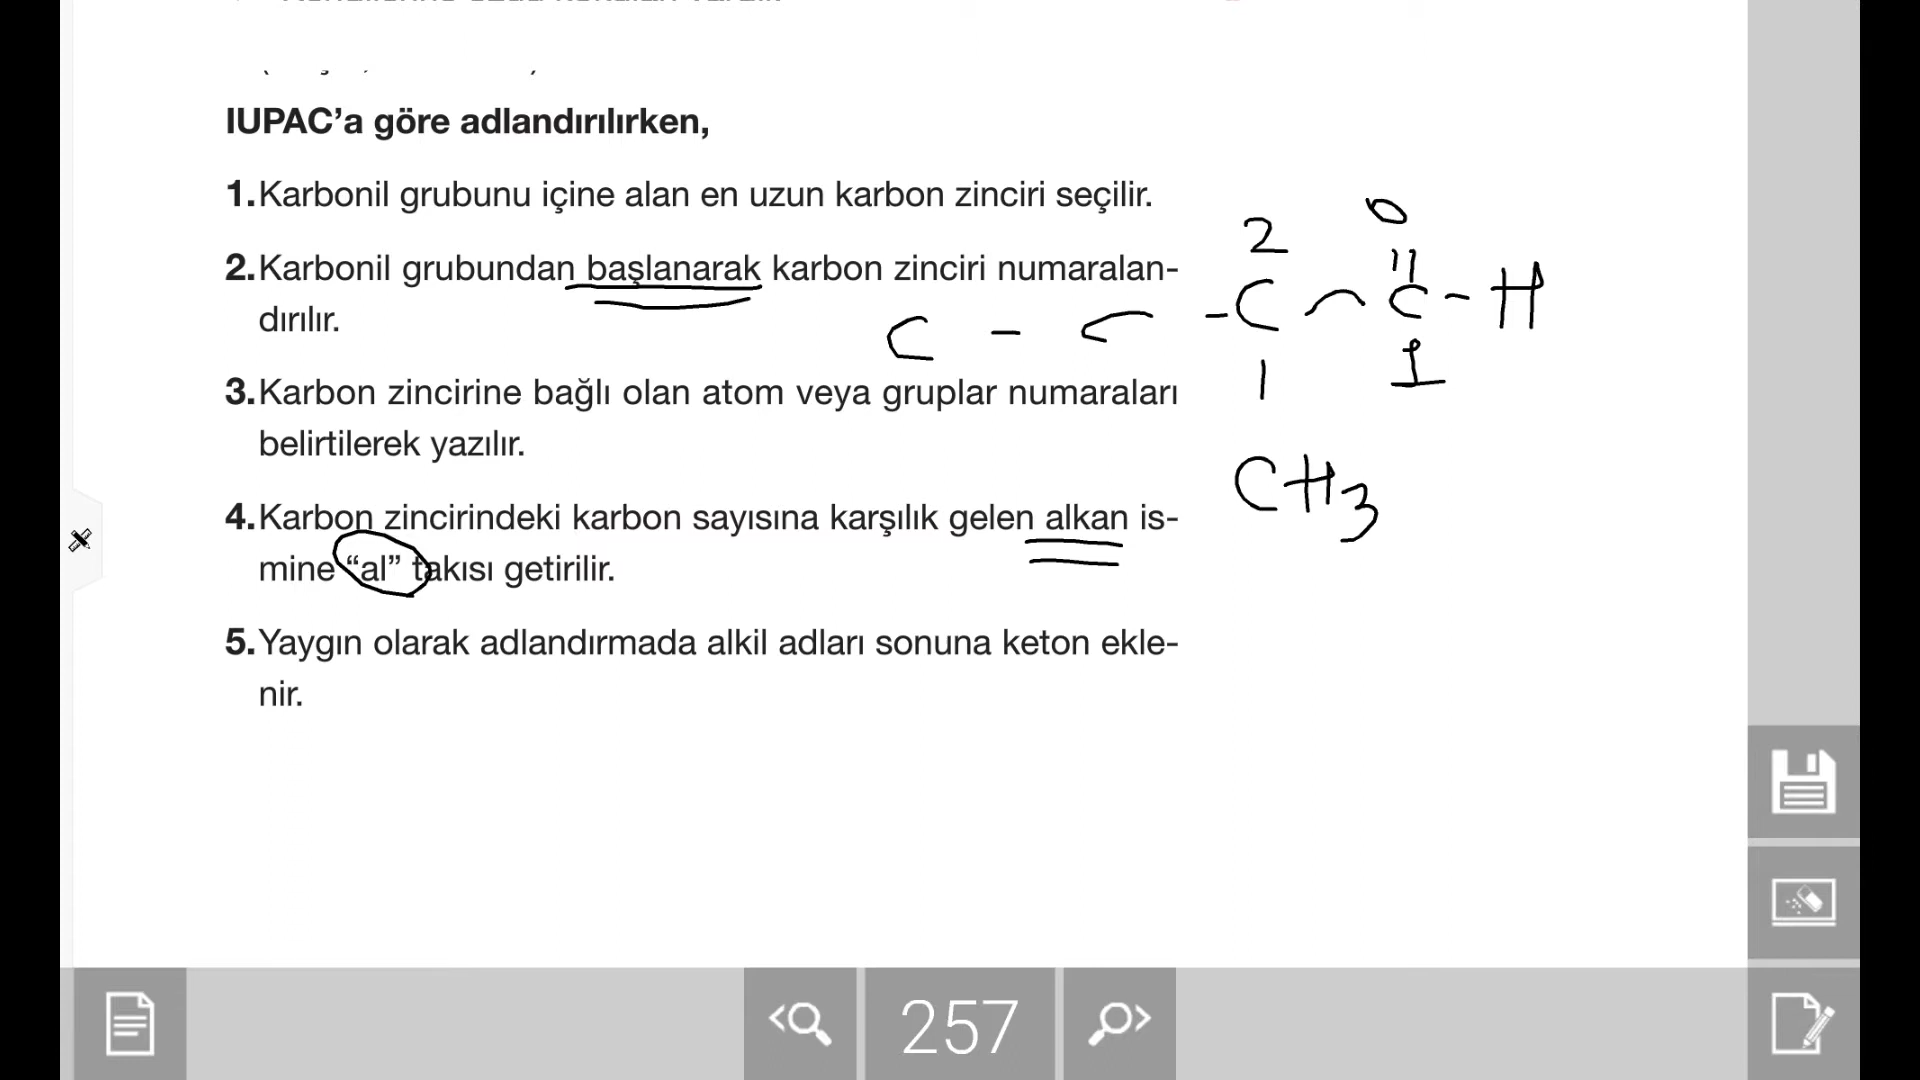 IUPAC’a göre adlandırılırken,
1. Karbonil grubunu içine alan en uzun karbon zinciri seçilir.
2. Karbonil grubundan başlanarak karbon zinciri numaralan-
dırılır.
3. Karbon zincirine bağlı olan atom veya gruplar numaraları
belirtilerek yazılır.
4. Karbon zincirindeki karbon sayısına karşılık gelen alkan is-
mine “al” takısı getirilir.
5. Yaygın olarak adlandırmada alkil adları sonuna keton ekle-
nir.
O
2
C - C - C - C - H
1
CH3
257